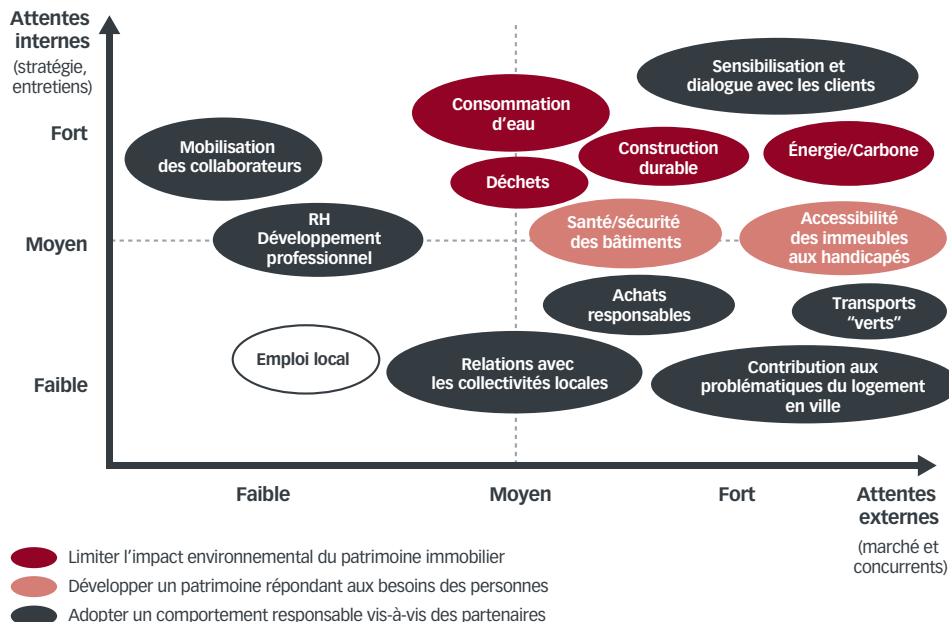 Attentes
internes
(stratégie,
entretiens)
Fort
Moyen
Faible
Sensibilisation et
dialogue avec les clients
Consommation
d’eau
Mobilisation
des collaborateurs
Construction
durable
Énergie/Carbone
Déchets
RH
Développement
professionnel
Santé/sécurité
des bâtiments
Accessibilité
des immeubles
aux handicapés
Achats
responsables
Transports
“verts”
Emploi local
Relations avec
les collectivités locales
Contribution aux
problématiques du logement
en ville
Faible
Moyen
Fort
Attentes
externes
(marché et
concurrents)
Limiter l’impact environnemental du patrimoine immobilier
Développer un patrimoine répondant aux besoins des personnes
Adopter un comportement responsable vis-à-vis des partenaires